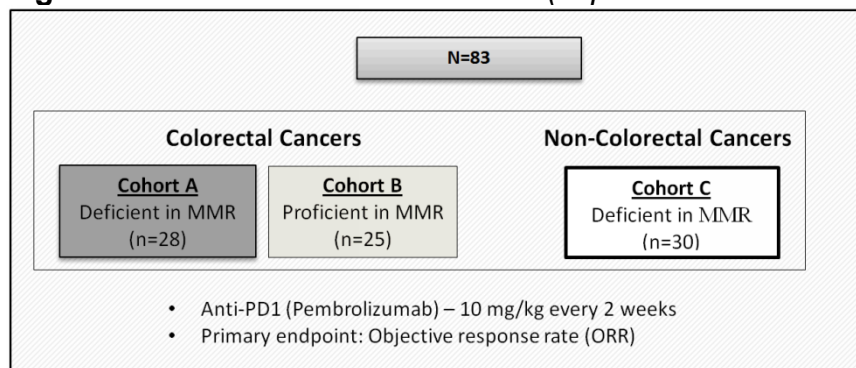 N=83
Colorectal Cancers
Non-Colorectal Cancers
Cohort A
Deficient in MMR
(n=28)
Cohort B
Proficient in MMR
(n=25)
Cohort C
Deficient in MMR
(n=30)
• Anti-PD1 (Pembrolizumab) – 10 mg/kg every 2 weeks
• Primary endpoint: Objective response rate (ORR)